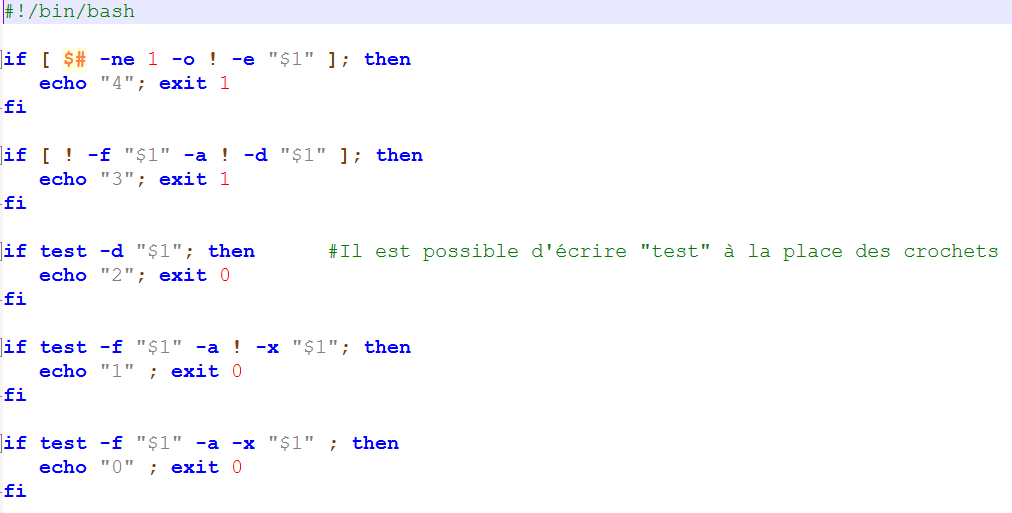 #!/bin/bash
if [ $# -ne 1 -o ! -e "$1" ]; then
echo "4"; exit 1
fi
if [ ! -f "$1" -a ! -d "$1" ]; then
echo "3"; exit 1
fi
if test -d "$1"; then #Il est possible d'écrire "test" à la place des crochets
echo "2"; exit 0
fi
if test -f "$1" -a ! -x "$1"; then
echo "1" ; exit 0
fi
if test -f "$1" -a -x "$1" ; then
echo "0" ; exit 0
fi